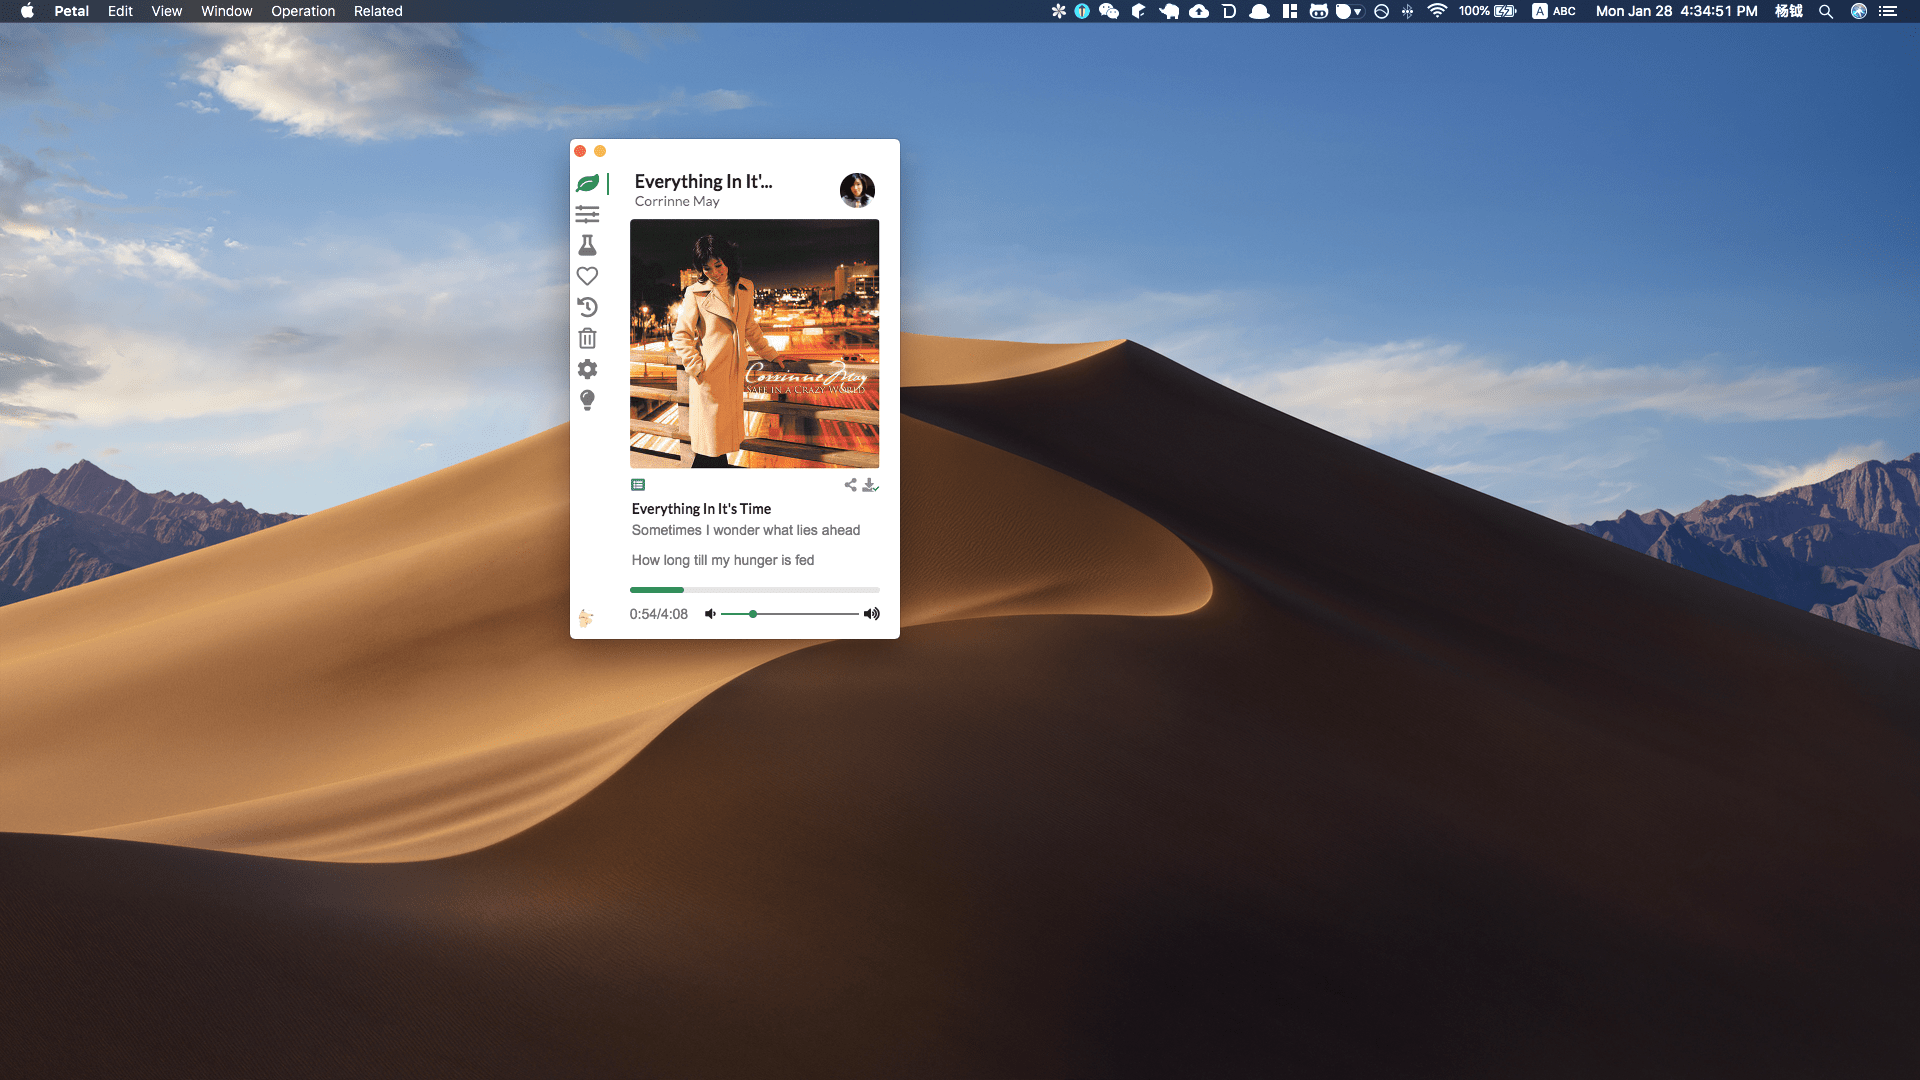 Petal Edit View Window Operation Related
100% A ABC Mon Jan 28 4:34:51 PM 杨钺
Everything In It'...
Corrinne May
Corrinne May
SAFE IN A CRAZY WORLD
Everything In It's Time
Sometimes I wonder what lies ahead
How long till my hunger is fed
0:54/4:08